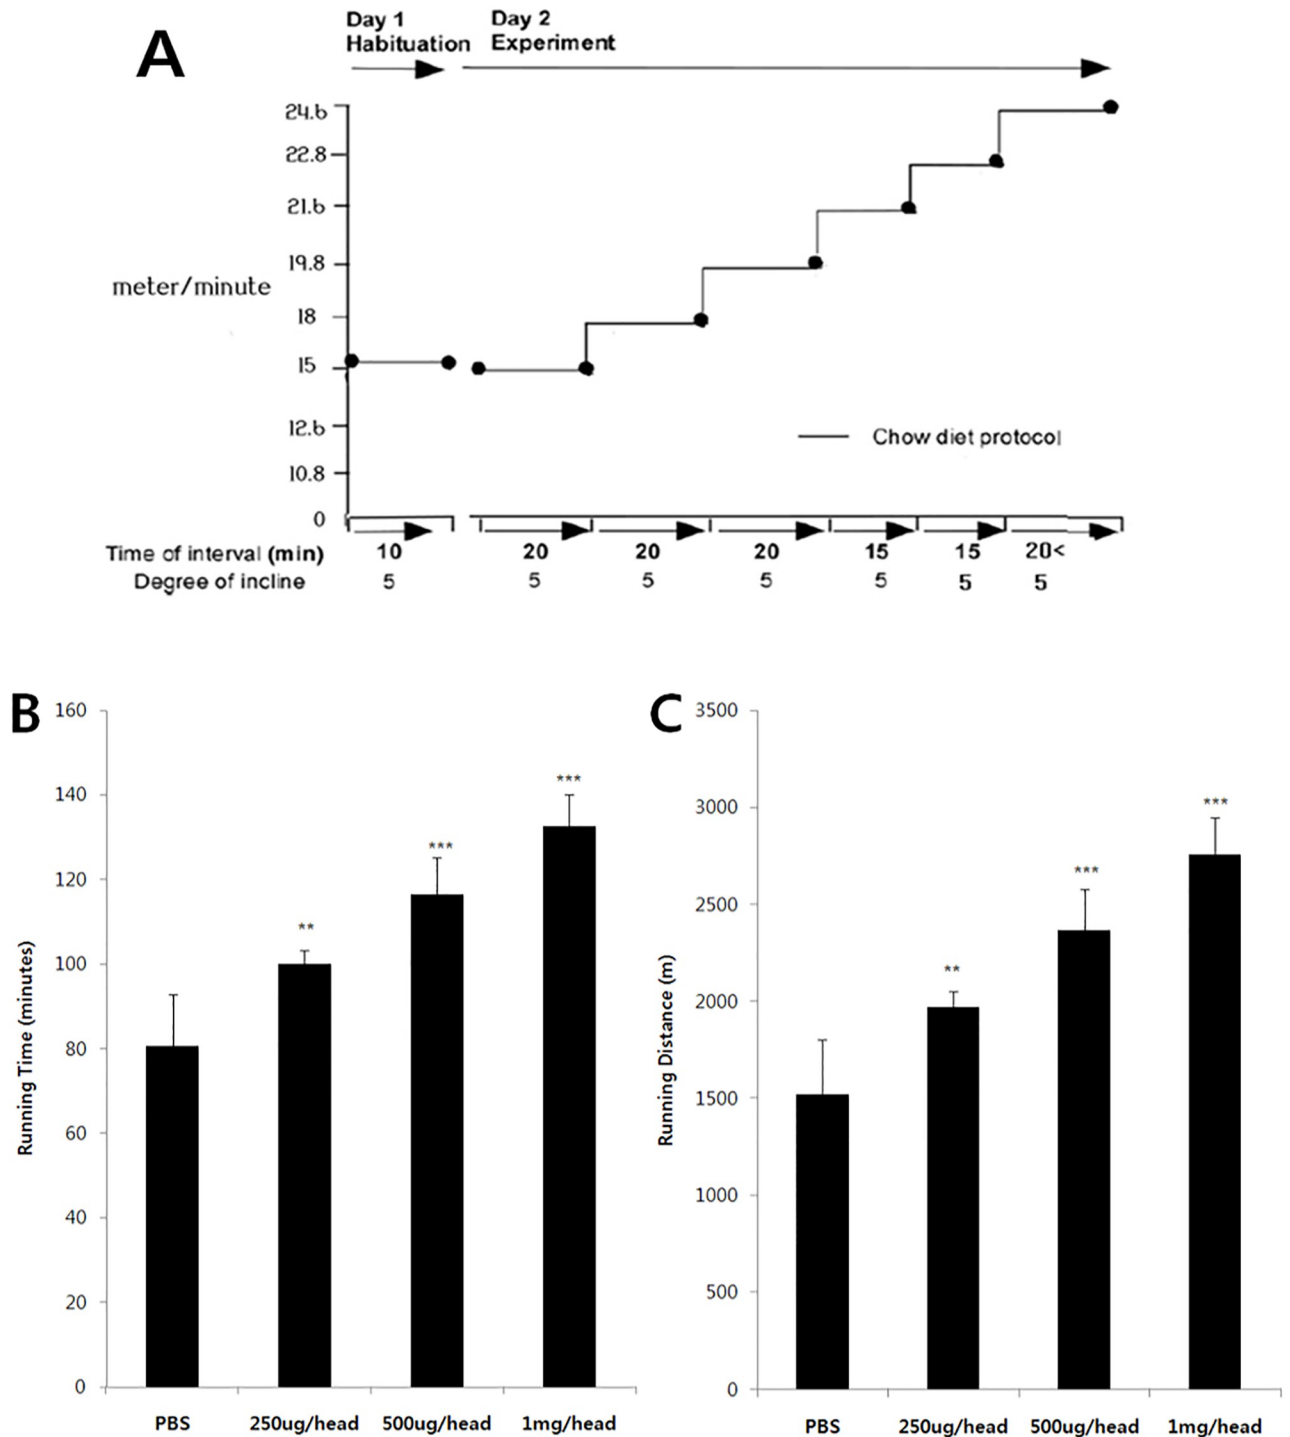 A
Day 1
Habituation
Day 2
Experiment
24.6
22.8
21.6
19.8
meter/minute
18
15
12.6
10.8
0
Chow diet protocol
Time of interval (min) 10 20 20 20 15 15 20<
Degree of incline 5 5 5 5 5 5 5
B
160
140
120
100
80
60
40
20
0
Running Time (minutes)
**
***
***
PBS 250ug/head 500ug/head 1mg/head
C
3500
3000
2500
2000
1500
1000
500
0
Running Distance (m)
**
***
***
PBS 250ug/head 500ug/head 1mg/head